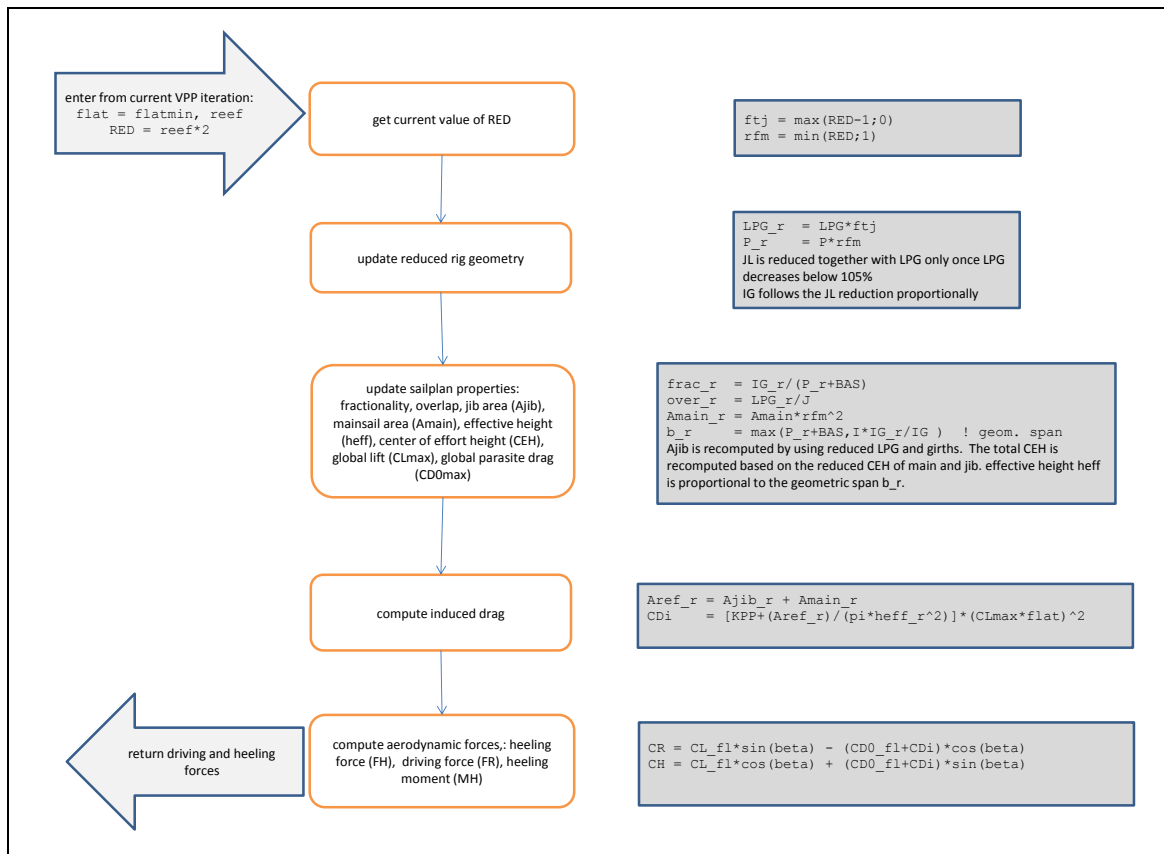 enter from current VPP iteration:
flat = flatmin, reef
RED = reef*2
get current value of RED
ftj = max(RED-1;0)
rfm = min(RED;1)
update reduced rig geometry
LPG_r  = LPG*ftj
P_r    = P*rfm
JL is reduced together with LPG only once LPG
decreases below 105%
IG follows the JL reduction proportionally
update sailplan properties:
fractionality, overlap, jib area (Ajib),
mainsail area (Amain), effective height
(heff), center of effort height (CEH),
global lift (CLmax), global parasite drag
(CD0max)
frac_r  = IG_r/(P_r+BAS)
over_r  = LPG_r/J
Amain_r = Amain*rfm^2
b_r     = max(P_r+BAS,I*IG_r/IG )  ! geom. span
Ajib is recomputed by using reduced LPG and girths.  The total CEH is
recomputed based on the reduced CEH of main and jib. effective height heff
is proportional to the geometric span b_r.
compute induced drag
Aref_r = Ajib_r + Amain_r
CDi    = [KPP+(Aref_r)/(pi*heff_r^2)]*(CLmax*flat)^2
return driving and heeling
forces
compute aerodynamic forces,: heeling
force (FH),  driving force (FR), heeling
moment (MH)
CR = CL_fl*sin(beta) - (CD0_fl+CDi)*cos(beta)
CH = CL_fl*cos(beta) + (CD0_fl+CDi)*sin(beta)